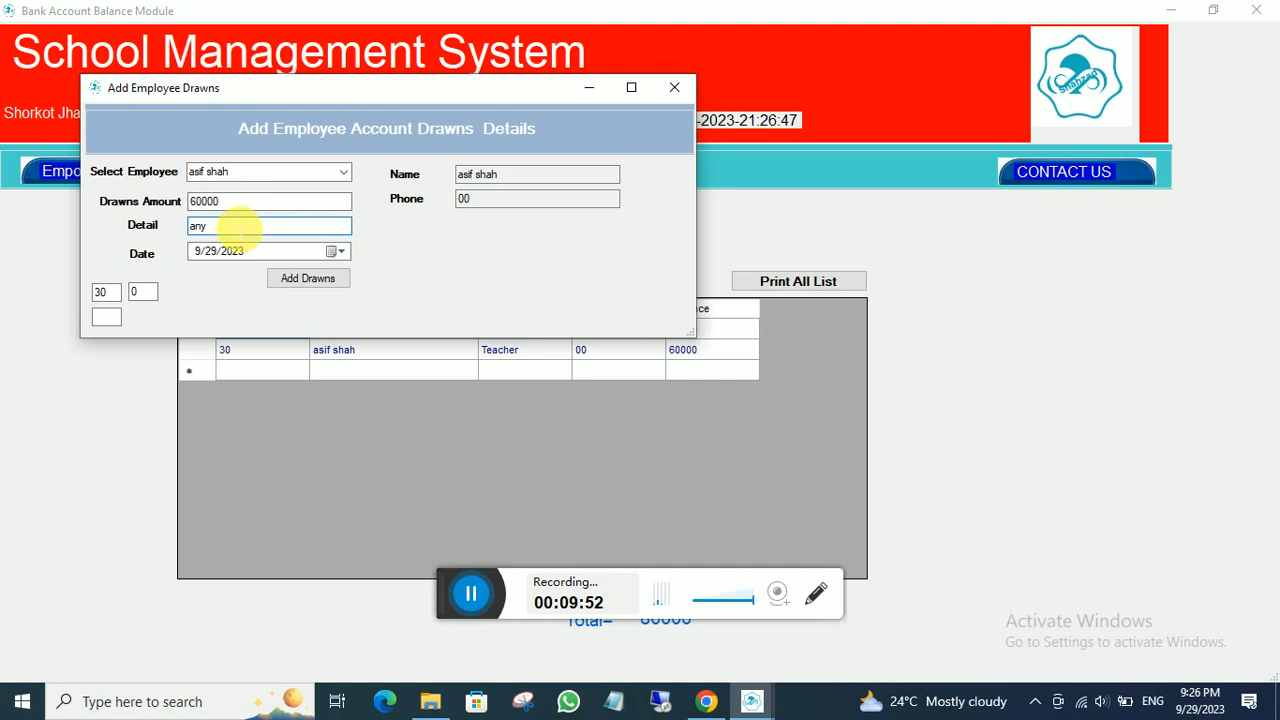 Bank Account Balance Module
School Management System
Shorkot Jha
-2023-21:26:47
Shahzad
Add Employee Drawns
Add Employee Account Drawns Details
Empo
CONTACT US
Select Employee asif shah
Name asif shah
Drawns Amount 60000
Phone 00
Detail any
Date 9/29/2023
Add Drawns
30 0
Print All List
ce
30 asif shah Teacher 00 60000
*
Recording...
00:09:52
Total= 60000
Activate Windows
Go to Settings to activate Windows.
Type here to search
24°C Mostly cloudy
ENG
9:26 PM
9/29/2023